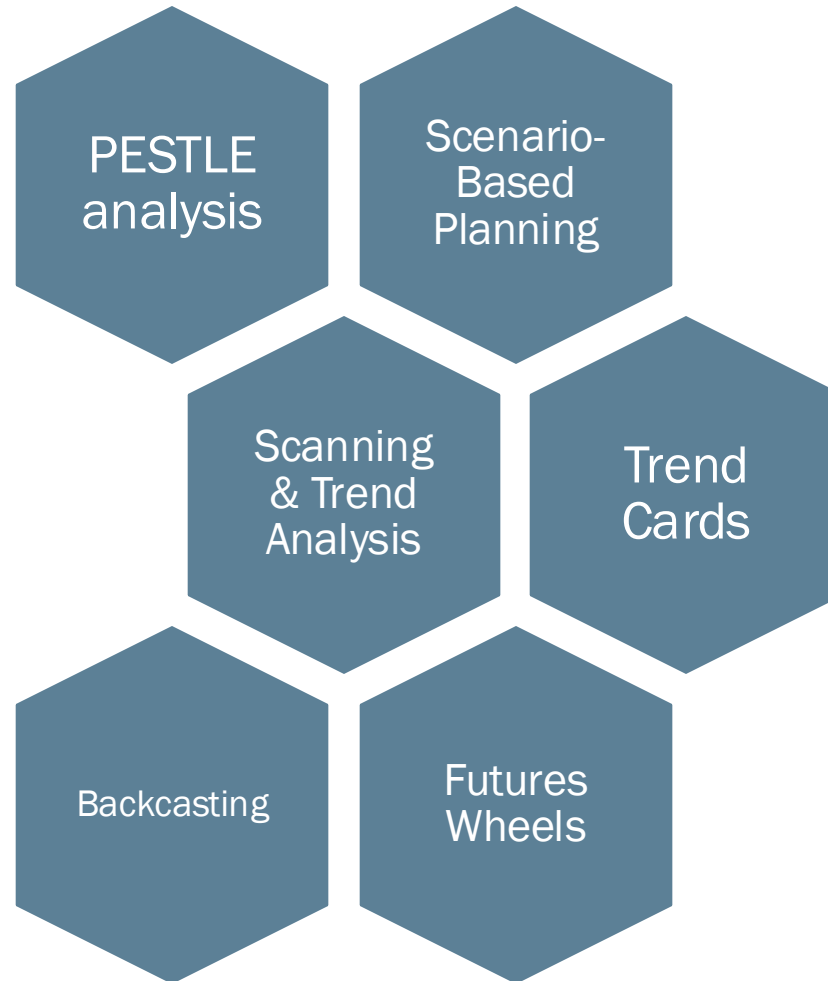 PESTLE
analysis
Scenario-
Based
Planning
Scanning
& Trend
Analysis
Trend
Cards
Backcasting
Futures
Wheels